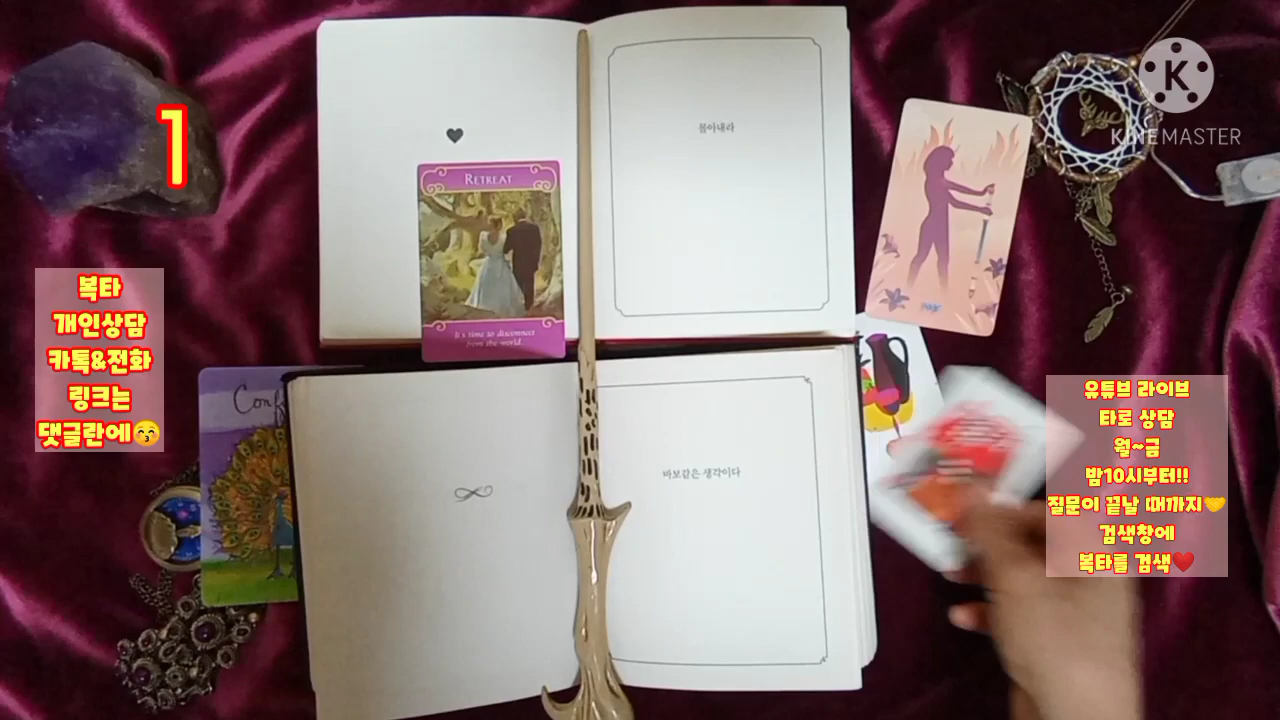 1
복타
개인상담
카톡&전화
링크는
댓글란에😚
RETREAT
It's time to disconnect
from the world.
몰아내라
바보같은 생각이다
K
KINEMASTER
유튜브 라이브
타로 상담
월~금
밤10시부터!!
질문이 끝날 때까지🤝
검색창에
복타를 검색♥️